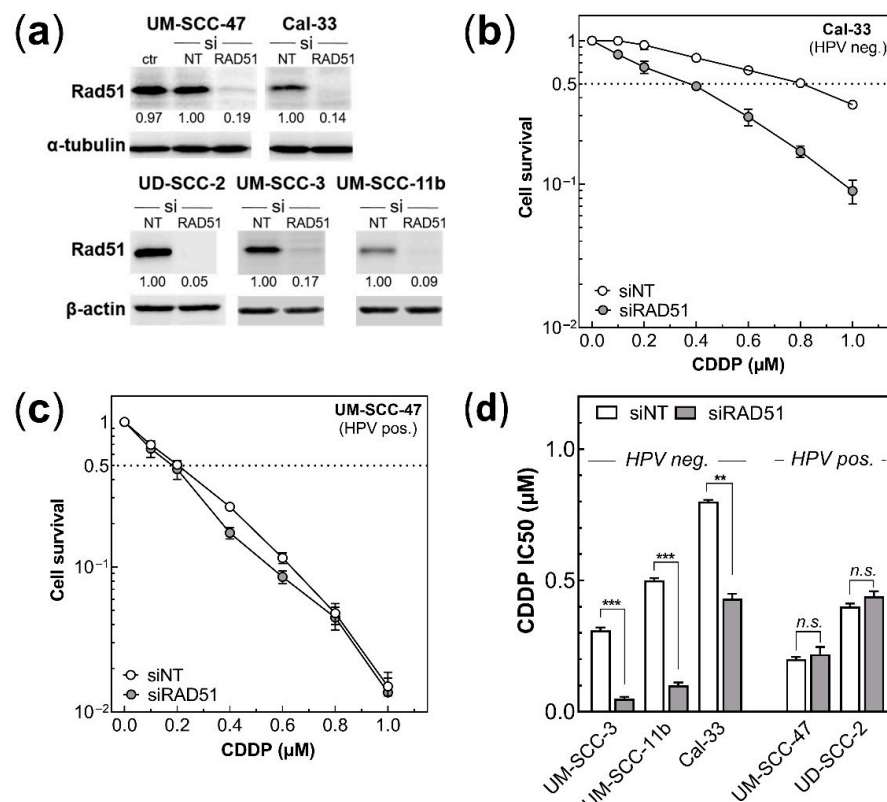 (a)
UM-SCC-47 Cal-33
si si
ctr NT RAD51 NT RAD51
Rad51
0.97 1.00 0.19 1.00 0.14
α-tubulin
UD-SCC-2 UM-SCC-3 UM-SCC-11b
si si si
NT RAD51 NT RAD51 NT RAD51
Rad51
1.00 0.05 1.00 0.17 1.00 0.09
β-actin
(b)
Cal-33
(HPV neg.)
1
0.5
10⁻¹
10⁻²
Cell survival
siNT
siRAD51
0.0 0.2 0.4 0.6 0.8 1.0
CDDP (µM)
(c)
UM-SCC-47
(HPV pos.)
1
0.5
10⁻¹
10⁻²
Cell survival
siNT
siRAD51
0.0 0.2 0.4 0.6 0.8 1.0
CDDP (µM)
(d)
siNT siRAD51
HPV neg. HPV pos.
1.0
0.5
0.0
CDDP IC50 (µM)
*** *** ** n.s. n.s.
UM-SCC-3 UM-SCC-11b Cal-33 UM-SCC-47 UD-SCC-2